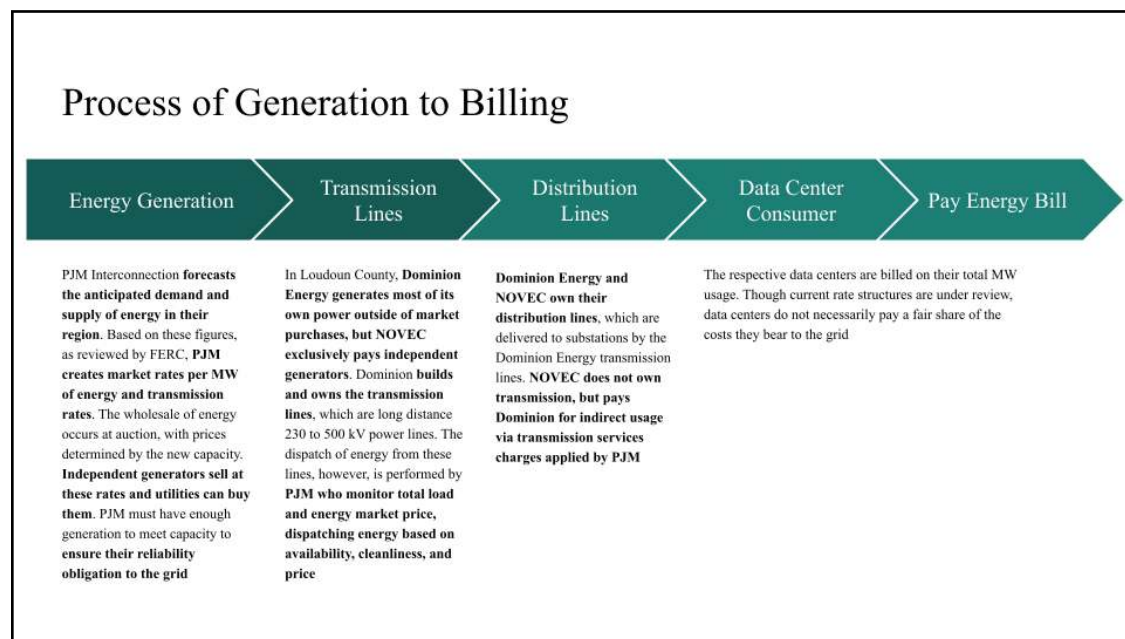 Process of Generation to Billing
Energy Generation
Transmission
Lines
Distribution
Lines
Data Center
Consumer
Pay Energy Bill
PJM Interconnection forecasts
the anticipated demand and
supply of energy in their
region. Based on these figures,
as reviewed by FERC, PJM
creates market rates per MW
of energy and transmission
rates. The wholesale of energy
occurs at auction, with prices
determined by the new capacity.
Independent generators sell at
these rates and utilities can buy
them. PJM must have enough
generation to meet capacity to
ensure their reliability
obligation to the grid
In Loudoun County, Dominion
Energy generates most of its
own power outside of market
purchases, but NOVEC
exclusively pays independent
generators. Dominion builds
and owns the transmission
lines, which are long distance
230 to 500 kV power lines. The
dispatch of energy from these
lines, however, is performed by
PJM who monitor total load
and energy market price,
dispatching energy based on
availability, cleanliness, and
price
Dominion Energy and
NOVEC own their
distribution lines, which are
delivered to substations by the
Dominion Energy transmission
lines. NOVEC does not own
transmission, but pays
Dominion for indirect usage
via transmission services
charges applied by PJM
The respective data centers are billed on their total MW
usage. Though current rate structures are under review,
data centers do not necessarily pay a fair share of the
costs they bear to the grid